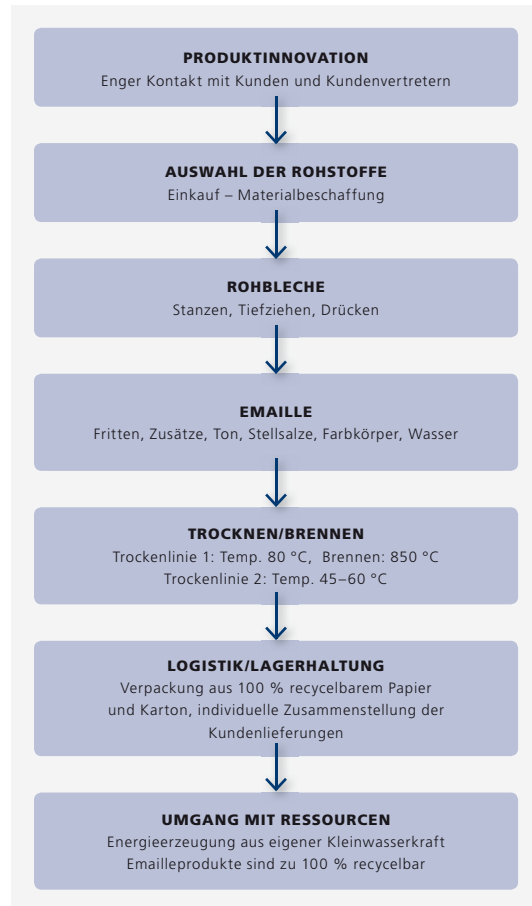 PRODUKTINNOVATION
Enger Kontakt mit Kunden und Kundenvertretern
AUSWAHL DER ROHSTOFFE
Einkauf – Materialbeschaffung
ROHBLECHE
Stanzen, Tiefziehen, Drücken
EMAILLE
Fritten, Zusätze, Ton, Stellsalze, Farbkörper, Wasser
TROCKNEN/BRENNEN
Trockenlinie 1: Temp. 80 °C, Brennen: 850 °C
Trockenlinie 2: Temp. 45–60 °C
LOGISTIK/LAGERHALTUNG
Verpackung aus 100 % recycelbarem Papier
und Karton, individuelle Zusammenstellung der
Kundenlieferungen
UMGANG MIT RESSOURCEN
Energieerzeugung aus eigener Kleinwasserkraft
Emailleprodukte sind zu 100 % recycelbar